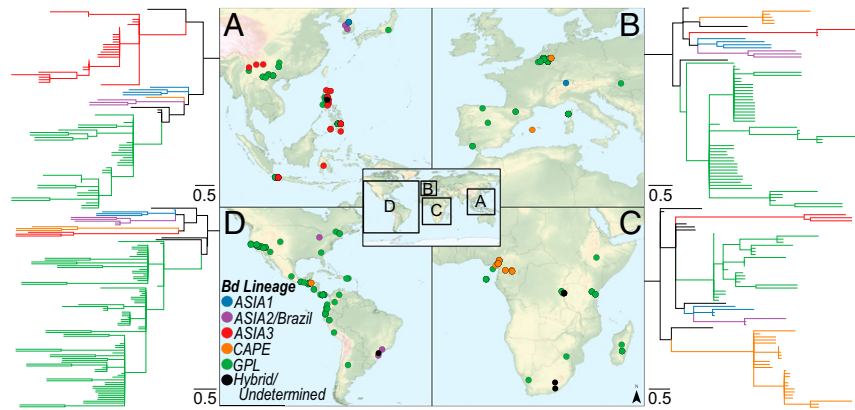 A
B
0.5
0.5
B
D
C
A
D
C
Bd Lineage
ASIA1
ASIA2/Brazil
ASIA3
CAPE
GPL
Hybrid/
Undetermined
N
0.5
0.5